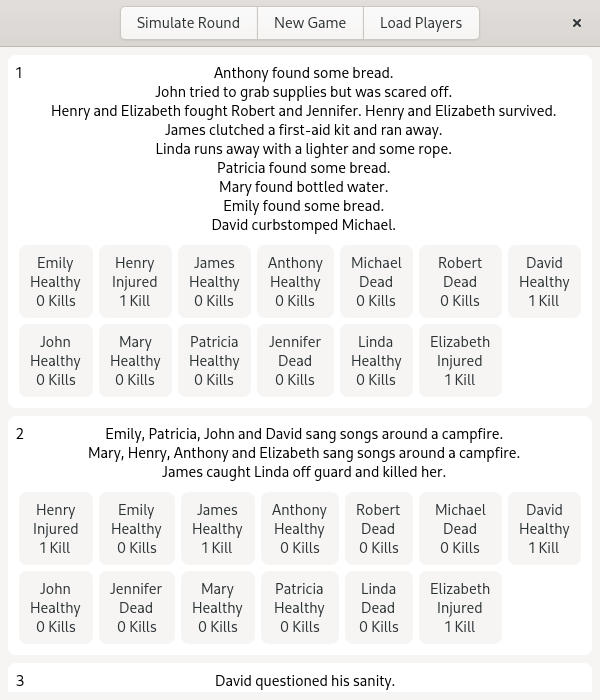 Simulate Round New Game Load Players ×
1
Anthony found some bread.
John tried to grab supplies but was scared off.
Henry and Elizabeth fought Robert and Jennifer. Henry and Elizabeth survived.
James clutched a first-aid kit and ran away.
Linda runs away with a lighter and some rope.
Patricia found some bread.
Mary found bottled water.
Emily found some bread.
David curbstomped Michael.
Emily Henry James Anthony Michael Robert David
Healthy Injured Healthy Healthy Dead Dead Healthy
0 Kills 1 Kill 0 Kills 0 Kills 0 Kills 0 Kills 1 Kill
John Mary Patricia Jennifer Linda Elizabeth
Healthy Healthy Healthy Dead Healthy Injured
0 Kills 0 Kills 0 Kills 0 Kills 0 Kills 1 Kill
2
Emily, Patricia, John and David sang songs around a campfire.
Mary, Henry, Anthony and Elizabeth sang songs around a campfire.
James caught Linda off guard and killed her.
Henry Emily James Anthony Robert Michael David
Injured Healthy Healthy Healthy Dead Dead Healthy
1 Kill 0 Kills 1 Kill 0 Kills 0 Kills 0 Kills 1 Kill
John Jennifer Mary Patricia Linda Elizabeth
Healthy Dead Healthy Healthy Dead Injured
0 Kills 0 Kills 0 Kills 0 Kills 0 Kills 1 Kill
3
David questioned his sanity.